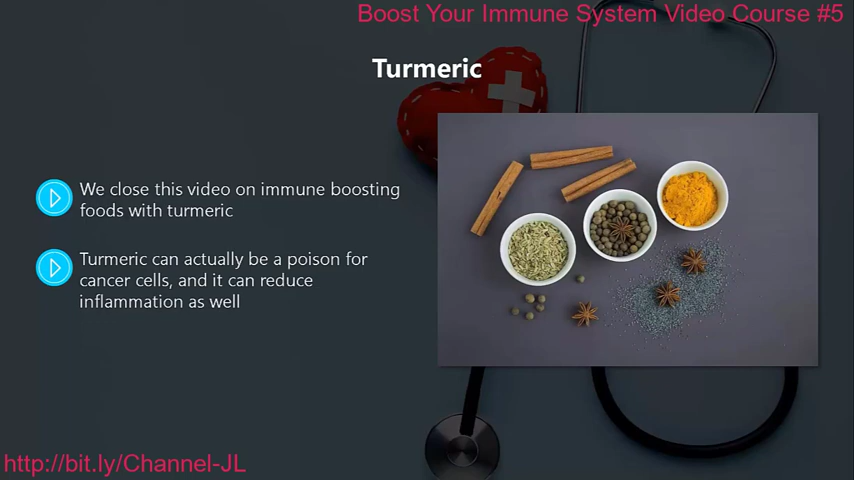 Boost Your Immune System Video Course #5
Turmeric
We close this video on immune boosting
foods with turmeric
Turmeric can actually be a poison for
cancer cells, and it can reduce
inflammation as well
http://bit.ly/Channel-JL